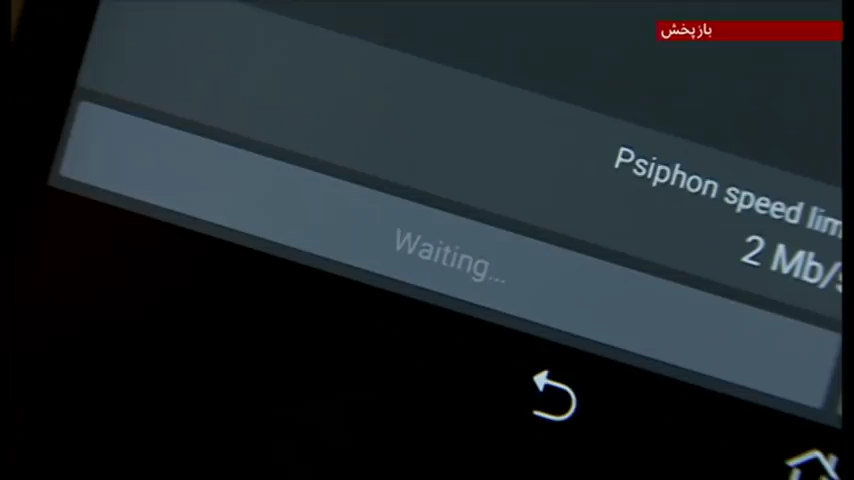 بازپخش
Psiphon speed lim
2 Mb/s
Waiting...